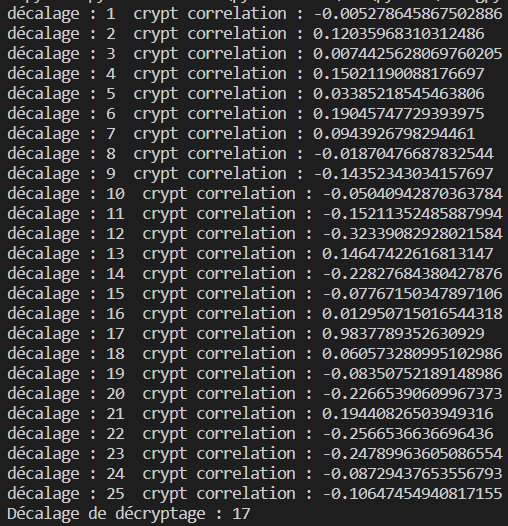 décalage : 1  crypt correlation : -0.005278645867502886
décalage : 2  crypt correlation : 0.12035968310312486
décalage : 3  crypt correlation : 0.0074425628069760205
décalage : 4  crypt correlation : 0.15021190088176697
décalage : 5  crypt correlation : 0.03385218545463806
décalage : 6  crypt correlation : 0.19045747729393975
décalage : 7  crypt correlation : 0.0943926798294461
décalage : 8  crypt correlation : -0.01870476687832544
décalage : 9  crypt correlation : -0.14352343034157697
décalage : 10  crypt correlation : -0.05040942870363784
décalage : 11  crypt correlation : -0.15211352485887994
décalage : 12  crypt correlation : -0.32339082928021584
décalage : 13  crypt correlation : 0.14647422616813147
décalage : 14  crypt correlation : -0.22827684380427876
décalage : 15  crypt correlation : -0.07767150347897106
décalage : 16  crypt correlation : 0.012950715016544318
décalage : 17  crypt correlation : 0.9837789352630929
décalage : 18  crypt correlation : 0.060573280995102986
décalage : 19  crypt correlation : -0.08350752189148986
décalage : 20  crypt correlation : -0.22665390609967373
décalage : 21  crypt correlation : 0.19440826503949316
décalage : 22  crypt correlation : -0.2566536636696436
décalage : 23  crypt correlation : -0.24789963605086554
décalage : 24  crypt correlation : -0.08729437653556793
décalage : 25  crypt correlation : -0.10647454940817155
Décalage de décryptage : 17